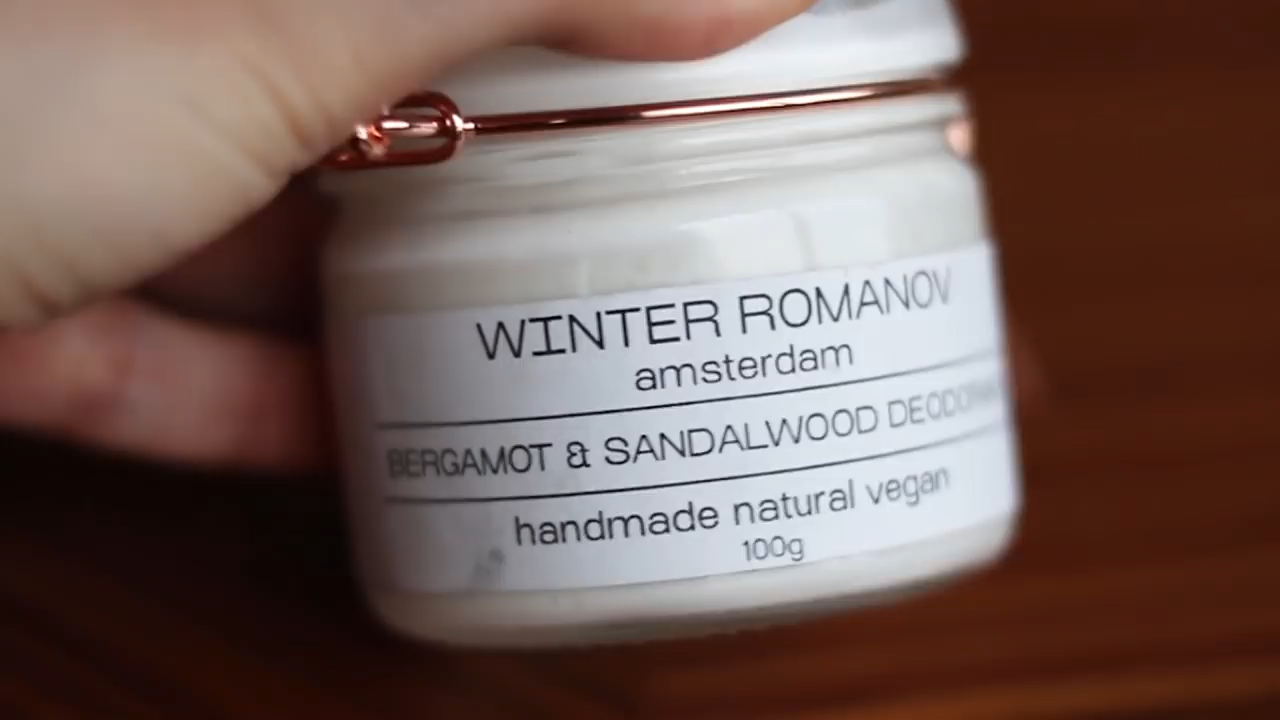 WINTER ROMANOV
amsterdam
BERGAMOT & SANDALWOOD
handmade natural vegan
100g